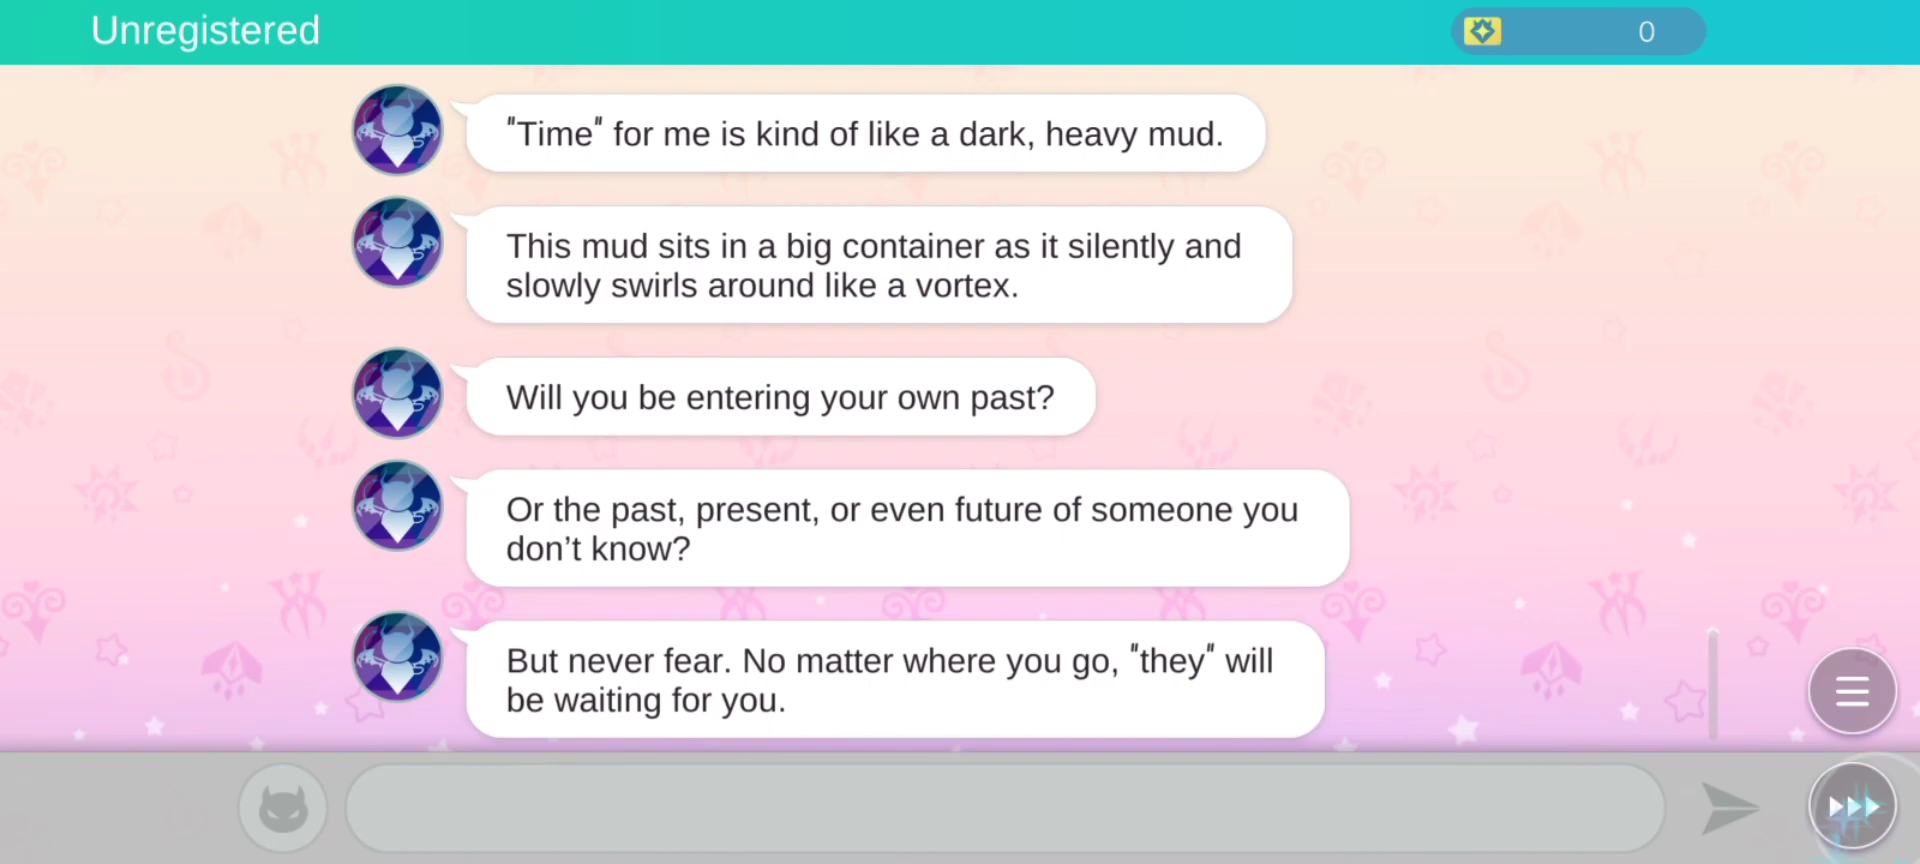 Unregistered
0
"Time" for me is kind of like a dark, heavy mud.
This mud sits in a big container as it silently and
slowly swirls around like a vortex.
Will you be entering your own past?
Or the past, present, or even future of someone you
don’t know?
But never fear. No matter where you go, "they" will
be waiting for you.